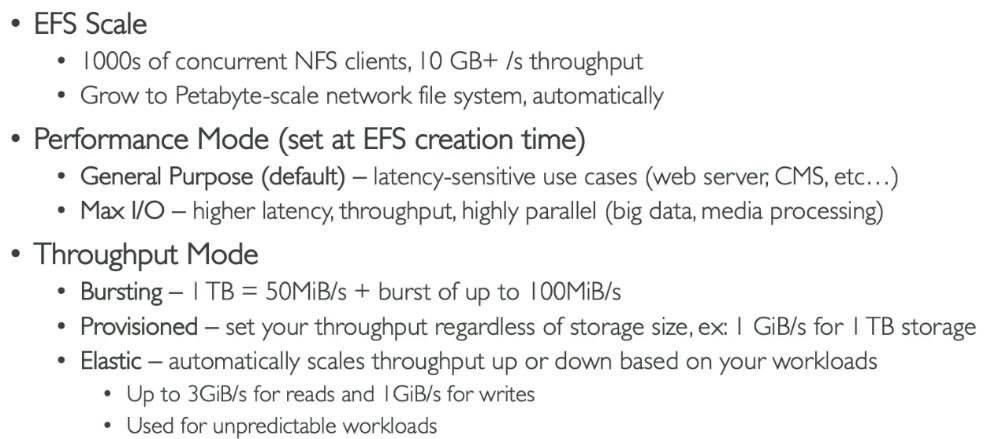 • EFS Scale
• 1000s of concurrent NFS clients, 10 GB+ /s throughput
• Grow to Petabyte-scale network file system, automatically
• Performance Mode (set at EFS creation time)
• General Purpose (default) – latency-sensitive use cases (web server, CMS, etc…)
• Max I/O – higher latency, throughput, highly parallel (big data, media processing)
• Throughput Mode
• Bursting – 1 TB = 50MiB/s + burst of up to 100MiB/s
• Provisioned – set your throughput regardless of storage size, ex: 1 GiB/s for 1 TB storage
• Elastic – automatically scales throughput up or down based on your workloads
• Up to 3GiB/s for reads and 1GiB/s for writes
• Used for unpredictable workloads